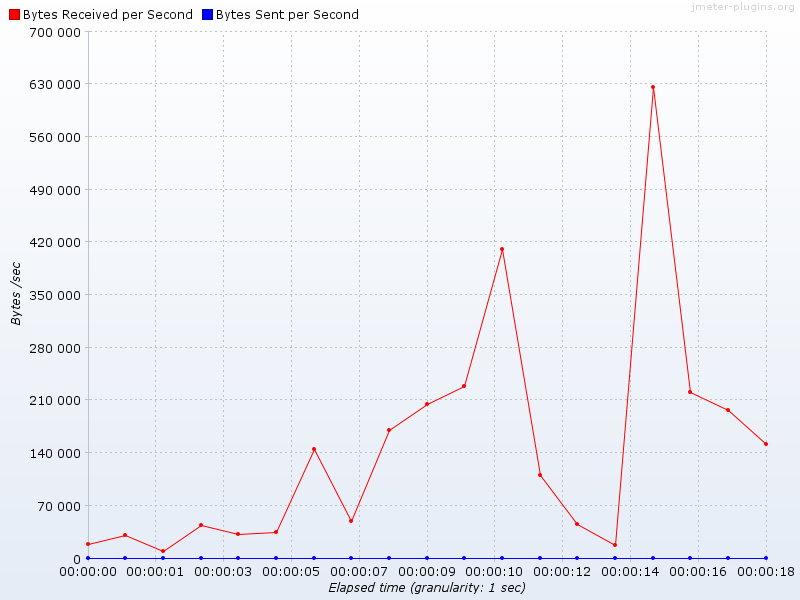 jmeter-plugins.org
Bytes Received per Second Bytes Sent per Second
700 000
630 000
560 000
490 000
420 000
350 000
280 000
210 000
140 000
70 000
0
Bytes /sec
00:00:00 00:00:01 00:00:03 00:00:05 00:00:07 00:00:09 00:00:10 00:00:12 00:00:14 00:00:16 00:00:18
Elapsed time (granularity: 1 sec)